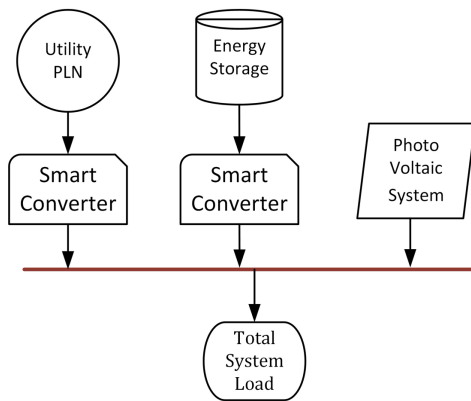 Utility
PLN
Energy
Storage
Smart
Converter
Smart
Converter
Photo
Voltaic
System
Total
System
Load